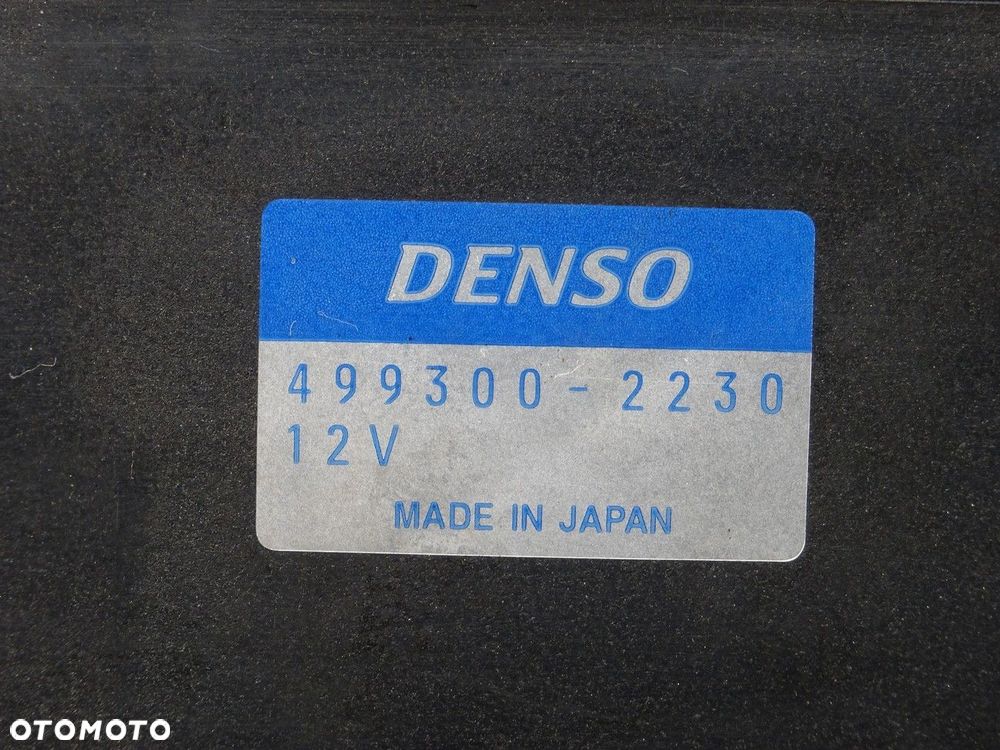 DENSO
499300-2230
12V
MADE IN JAPAN
OTOMOTO